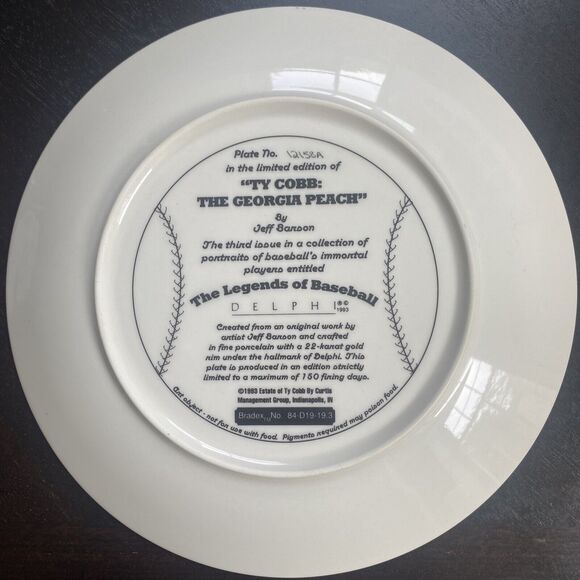 Plate No. 12158A
in the limited edition of
"TY COBB:
THE GEORGIA PEACH"
By
Jeff Barson
The third issue in a collection of
portraits of baseball's immortal
players entitled
The Legends of Baseball
DELPHI®©
1993
Created from an original work by
artist Jeff Barson and crafted
in fine porcelain with a 22-karat gold
rim under the hallmark of Delphi. This
plate is produced in an edition strictly
limited to a maximum of 150 firing days.
©1993 Estate of Ty Cobb By Curtis
Management Group, Indianapolis, IN
Bradex No. 84-D19-19.3
Art object - not for use with food. Pigments required may poison food.